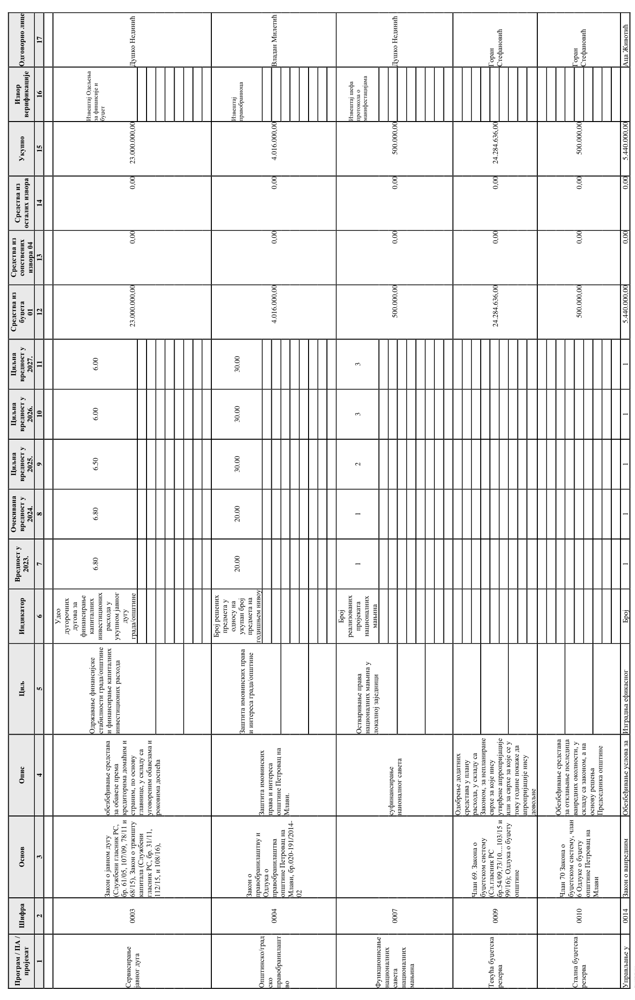 Програм / ПА /
пројекат
Шифра
Основ
Опис
Циљ
Индикатор
Вредност у
2023.
Очекивана
вредност у
2024.
Циљна
вредност у
2025.
Циљна
вредност у
2026.
Циљна
вредност у
2027.
Средства из
буџета
01
Средства из
сопствених
извора 04
Средства из
осталих извора
Укупно
Извор
верификације
Одговорно лице
1
2
3
4
5
6
7
8
9
10
11
12
13
14
15
16
17
Сервисирање
јавног дуга
0003
Закон о јавном дугу
(Службени гласник РС,
бр. 61/05, 107/09, 78/11 и
68/15), Закон о тржишту
капитала (Службени
гласник РС, бр. 31/11,
112/15, и 108/16),
обезбеђивање средстава
за обавезе према
кредиторима домаћим и
страним, по основу
главнице, у складу са
уговореним обавезама и
роковима доспећа
Одржавање финансијске
стабилности града/општине
и финансирање капиталних
инвестиционих расхода
Удео
дугорочних
дугова за
финансирање
капиталних
инвестиционих
расхода у
укупном јавног
дугу
града/општине
6.80
6.80
6.50
6.00
6.00
23.000.000,00
0,00
0,00
23.000.000,00
Извештај Одељења
за финансије и
буџет
Душко Нединић
Општинско/град
ско
правобранилашт
во
0004
Закон о
правобранилаштву и
Одлука о
правобранилаштва
општине Петровац на
Млави, бр.020-191/2014-
02
Заштита имовинских
права и интереса
општине Петровац на
Млави.
Заштита имовинских права
и интереса града/општине
Број решених
предмета у
односу на
укупан број
предмета на
годишњем нивоу
20.00
20.00
30.00
30.00
30.00
4.016.000,00
0,00
0,00
4.016.000,00
Извештај
правобраниоца
Владан Милетић
Функционисање
националних
савета
националних
мањина
0007
суфинансирање
националног савета
Остваривање права
националних мањина у
локалној заједници
Број
реализованих
пројеката
националних
мањина
1
1
2
3
3
500.000,00
0,00
0,00
500.000,00
Извештај шефа
протокола о
манифестацијама
Душко Нединић
Текућа буџетска
резерва
0009
Члан 69. Закона о
буџетском систему
(Сл.гласник РС
бр.54/09,73/10....103/15 и
99/16); Одлука о буџету
општине
Одобрење додатних
средстава у плану
расхода, у складу са
Законом, за непланиране
сврхе за које нису
утврђене апрропријације
или за сврхе за које се у
току године покаже да
апропријације нису
довољне
24.284.636,00
0,00
0,00
24.284.636,00
Горан
Стефановић
Стална буџетска
резерва
0010
Члан 70 Закона о
буџетском систему, члан
6 Одлуке о буџету
општине Петровац на
Млави
Обезбеђивање средстава
за отклањање последица
ванредних околности, у
складу са законом, а на
основу решења
Председника општине
500.000,00
0,00
0,00
500.000,00
Горан
Стефановић
Управљање у
0014
Закон о ванредним
Обезбеђивање услова за
Изградња ефикасног
Број
1
1
1
1
1
5.440.000,00
0,00
0,00
5.440.000,00
Аца Животић